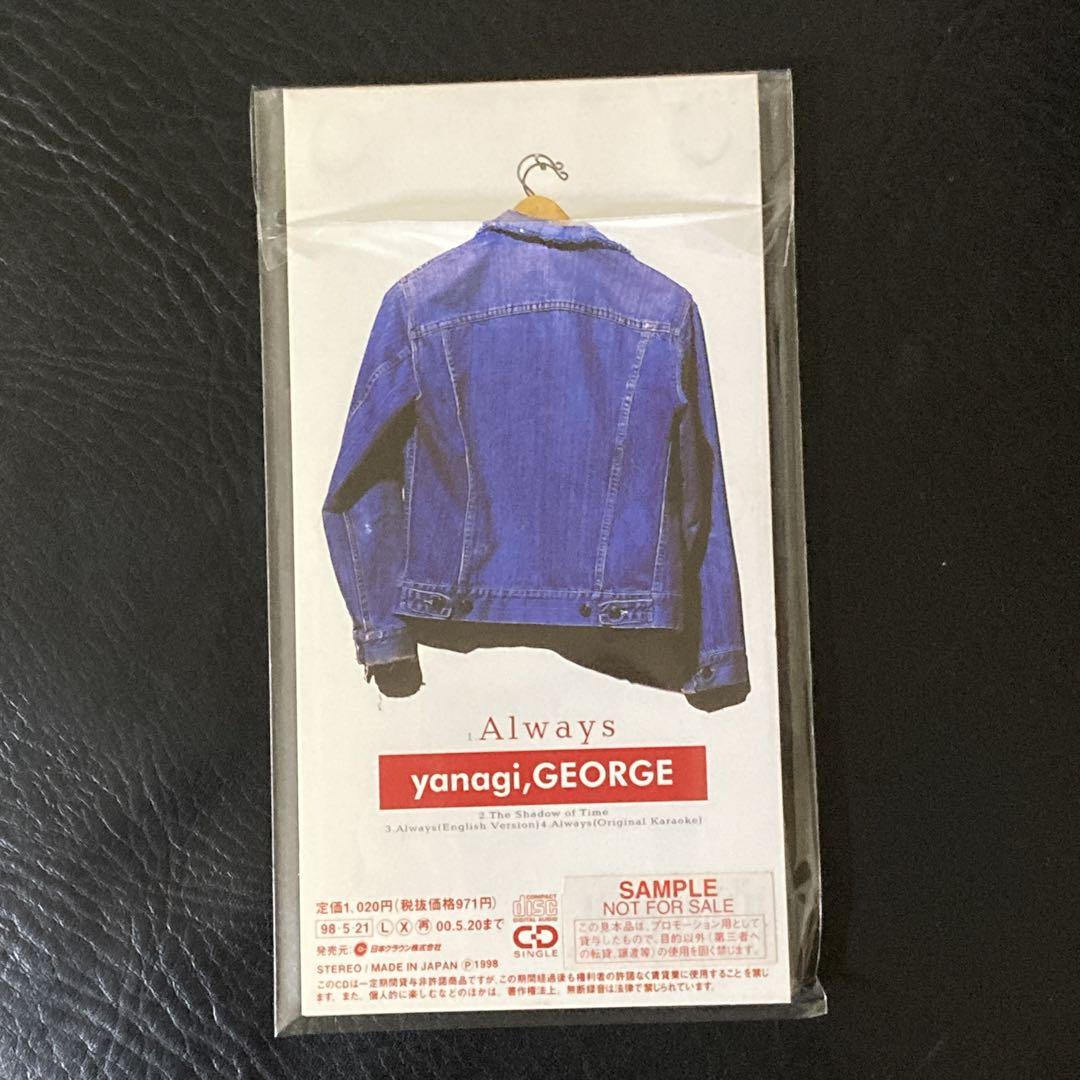 1.Always
yanagi,GEORGE
2.The Shadow of Time
3.Always(English Version)4.Always(Original Karaoke)
定価1,020円(税抜価格971円)
98・5・21 L X 再 00.5.20まで
発売元: 日本クラウン株式会社
STEREO / MADE IN JAPAN Ⓟ1998
COMPACT
disc
DIGITAL AUDIO
CD
SINGLE
SAMPLE
NOT FOR SALE
この見本品は、プロモーション用として
貸与したもので、目的以外(第三者へ
の転貸、譲渡等)の使用を固く禁じます。
このCDは一定期間貸与非許諾商品ですが、この期間経過後も権利者の許諾なく賃貸業に使用することを禁じ
ます。また、個人的に楽しむなどのほかは、著作権法上、無断録音は法律で禁じられています。